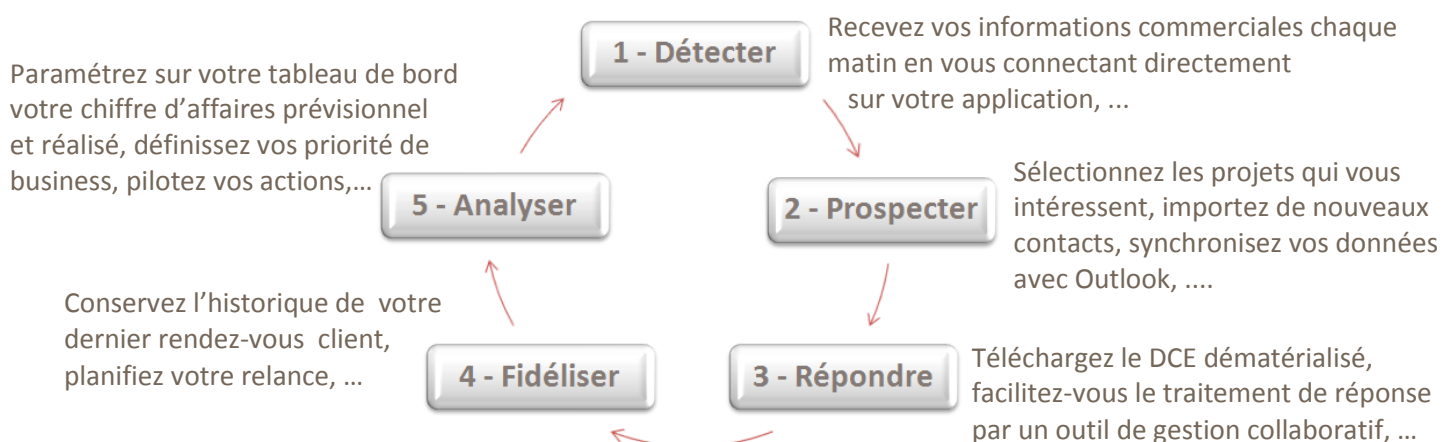 1 - Détecter
Recevez vos informations commerciales chaque
matin en vous connectant directement
sur votre application, ...
2 - Prospecter
Sélectionnez les projets qui vous
intéressent, importez de nouveaux
contacts, synchronisez vos données
avec Outlook, ....
3 - Répondre
Téléchargez le DCE dématérialisé,
facilitez-vous le traitement de réponse
par un outil de gestion collaboratif, ...
4 - Fidéliser
Conservez l’historique de votre
dernier rendez-vous client,
planifiez votre relance, …
5 - Analyser
Paramétrez sur votre tableau de bord
votre chiffre d’affaires prévisionnel
et réalisé, définissez vos priorité de
business, pilotez vos actions,…